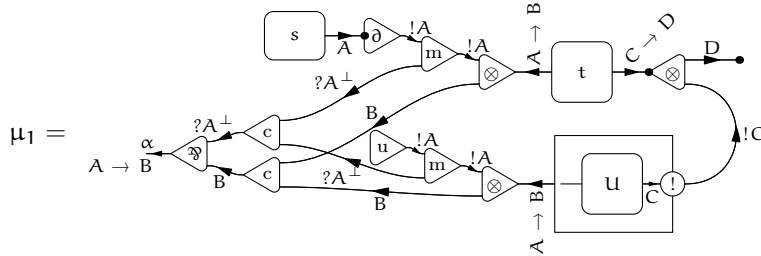 A → B
s ∂ !A m !A ⊗ t C → D ⊗ D
A
?A⊥
B
μ₁ = α ?A⊥ c u !A !A !C
A → B ⅋ m ⊗ U C !
B c ?A⊥
B
A → B